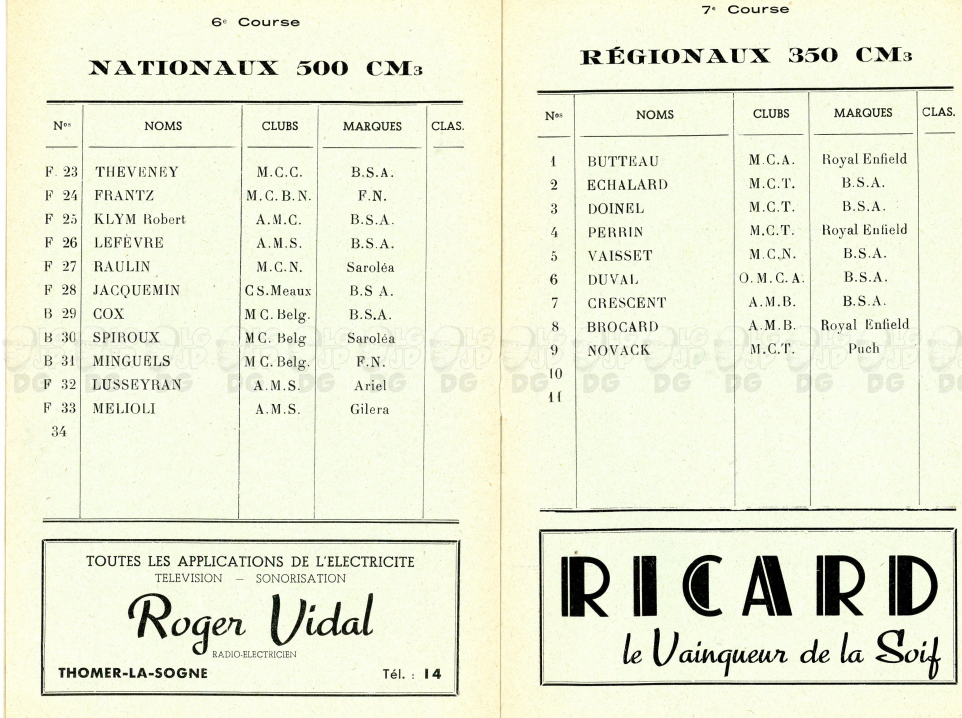 6e Course
NATIONAUX 500 CM3
Nos NOMS CLUBS MARQUES CLAS.
F. 23 THEVENEY M.C.C. B.S.A.
F 24 FRANTZ M.C.B.N. F.N.
F 25 KLYM Robert A.M.C. B.S.A.
F 26 LEFÈVRE A.M.S. B.S.A.
F 27 RAULIN M.C.N. Saroléa
F 28 JACQUEMIN C S.Meaux B.S A.
B 29 COX M C. Belg. B.S.A.
B 30 SPIROUX M C. Belg Saroléa
B 31 MINGUELS M C. Belg. F.N.
F 32 LUSSEYRAN A.M.S. Ariel
F 33 MELIOLI A.M.S. Gilera
34
TOUTES LES APPLICATIONS DE L'ELECTRICITE
TELEVISION — SONORISATION
Roger Vidal
RADIO-ELECTRICIEN
THOMER-LA-SOGNE Tél. : 14
7e Course
RÉGIONAUX 350 CM3
Nos NOMS CLUBS MARQUES CLAS.
1 BUTTEAU M.C.A. Royal Enfield
2 ECHALARD M.C.T. B.S.A.
3 DOINEL M.C.T. B.S.A.
4 PERRIN M.C.T. Royal Enfield
5 VAISSET M.C.N. B.S.A.
6 DUVAL O.M.C.A. B.S.A.
7 CRESCENT A.M.B. B.S.A.
8 BROCARD A.M.B. Royal Enfield
9 NOVACK M.C.T. Puch
10
11
RICARD
le Vainqueur de la Soif
LG JP DG